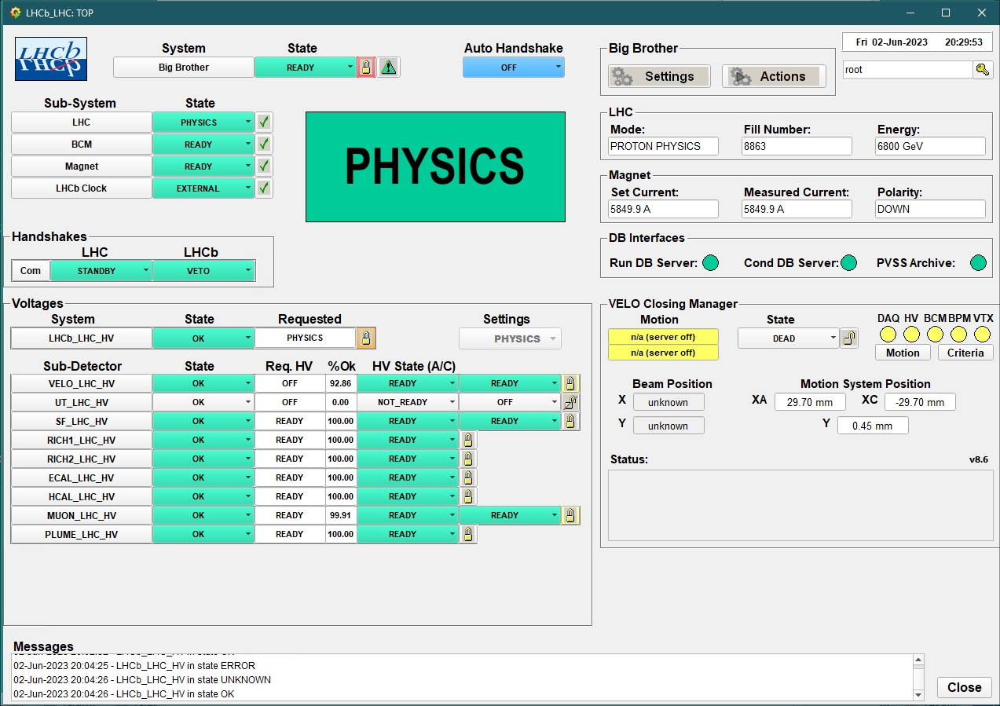 LHCb_LHC: TOP
LHCb
System State Auto Handshake
Big Brother READY OFF
Big Brother
Settings Actions
Fri 02-Jun-2023 20:29:53
root
Sub-System State
LHC PHYSICS
BCM READY
Magnet READY
LHCb Clock EXTERNAL
PHYSICS
LHC
Mode: Fill Number: Energy:
PROTON PHYSICS 8863 6800 GeV
Magnet
Set Current: Measured Current: Polarity:
5849.9 A 5849.9 A DOWN
Handshakes
LHC LHCb
Com STANDBY VETO
DB Interfaces
Run DB Server: Cond DB Server: PVSS Archive:
Voltages
System State Requested Settings
LHCb_LHC_HV OK PHYSICS PHYSICS
Sub-Detector State Req. HV %Ok HV State (A/C)
VELO_LHC_HV OK OFF 92.86 READY READY
UT_LHC_HV OK OFF 0.00 NOT_READY OFF
SF_LHC_HV OK READY 100.00 READY READY
RICH1_LHC_HV OK READY 100.00 READY
RICH2_LHC_HV OK READY 100.00 READY
ECAL_LHC_HV OK READY 100.00 READY
HCAL_LHC_HV OK READY 100.00 READY
MUON_LHC_HV OK READY 99.91 READY READY
PLUME_LHC_HV OK READY 100.00 READY
VELO Closing Manager
Motion State DAQ HV BCM BPM VTX
n/a (server off) DEAD
n/a (server off) Motion Criteria
Beam Position Motion System Position
X unknown XA 29.70 mm XC -29.70 mm
Y unknown Y 0.45 mm
Status: v8.6
Messages
02-Jun-2023 20:04:25 - LHCb_LHC_HV in state ERROR
02-Jun-2023 20:04:26 - LHCb_LHC_HV in state UNKNOWN
02-Jun-2023 20:04:26 - LHCb_LHC_HV in state OK
Close